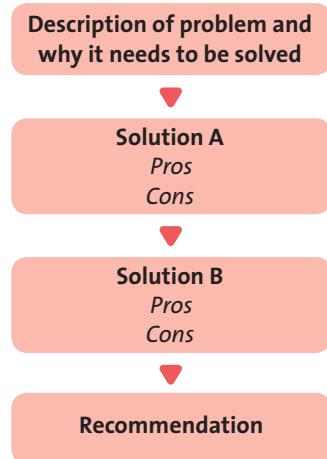 Description of problem and
why it needs to be solved
Solution A
Pros
Cons
Solution B
Pros
Cons
Recommendation